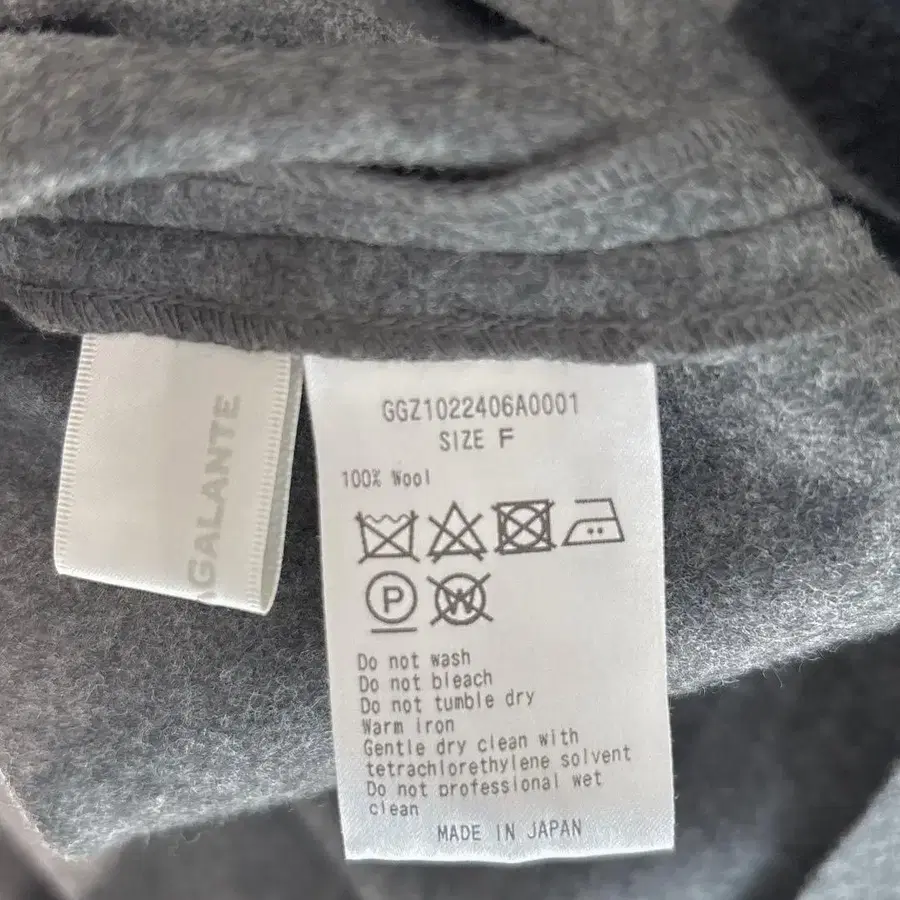 GALANTE
GGZ1022406A0001
SIZE F
100% Wool
P
W
Do not wash
Do not bleach
Do not tumble dry
Warm iron
Gentle dry clean with
tetrachlorethylene solvent
Do not professional wet
clean
MADE IN JAPAN